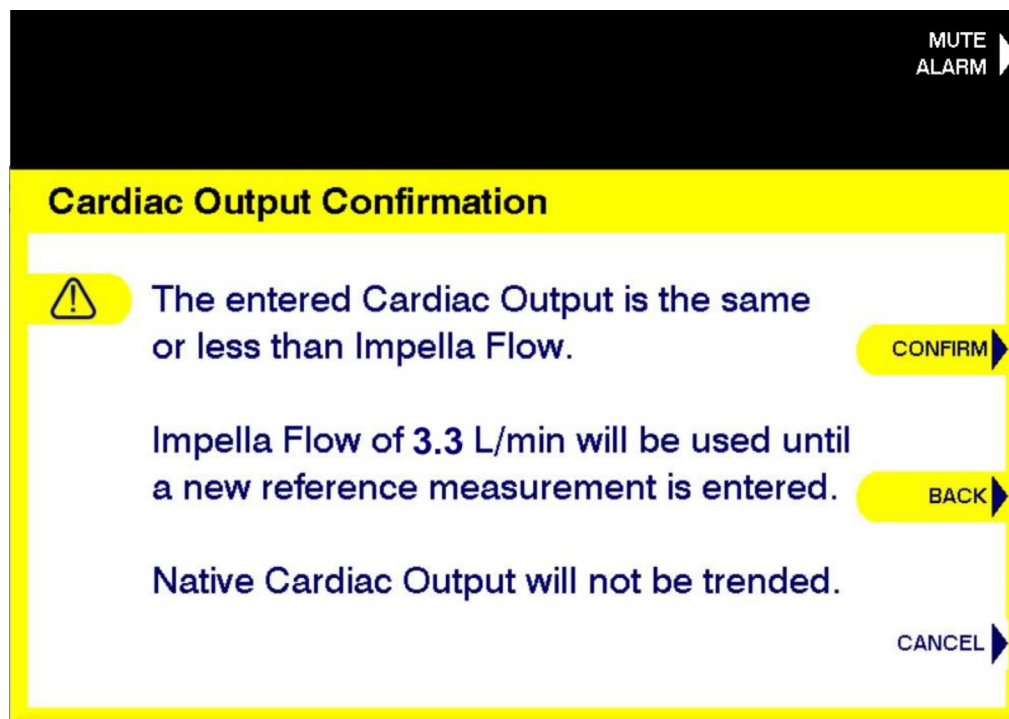 MUTE
ALARM
Cardiac Output Confirmation
The entered Cardiac Output is the same
or less than Impella Flow.
CONFIRM
Impella Flow of 3.3 L/min will be used until
a new reference measurement is entered.
BACK
Native Cardiac Output will not be trended.
CANCEL